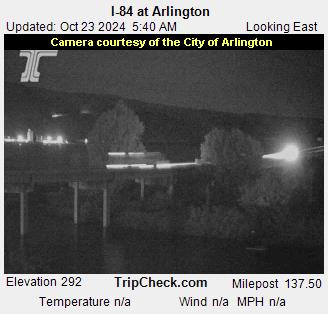 I-84 at Arlington
Updated: Oct 23 2024 5:40 AM Looking East
Camera courtesy of the City of Arlington
Elevation 292 TripCheck.com Milepost 137.50
Temperature n/a Wind n/a MPH n/a